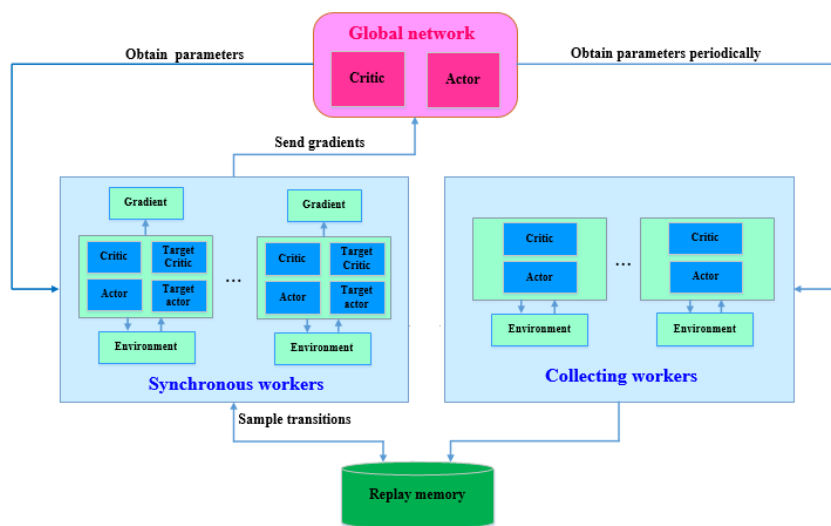 Global network
Obtain parameters
Obtain parameters periodically
Critic
Actor
Send gradients
Gradient
Gradient
Critic
Target
Critic
Actor
Target
actor
...
Critic
Target
Critic
Actor
Target
actor
Environment
Environment
Synchronous workers
Critic
Actor
...
Critic
Actor
Environment
Environment
Collecting workers
Sample transitions
Replay memory